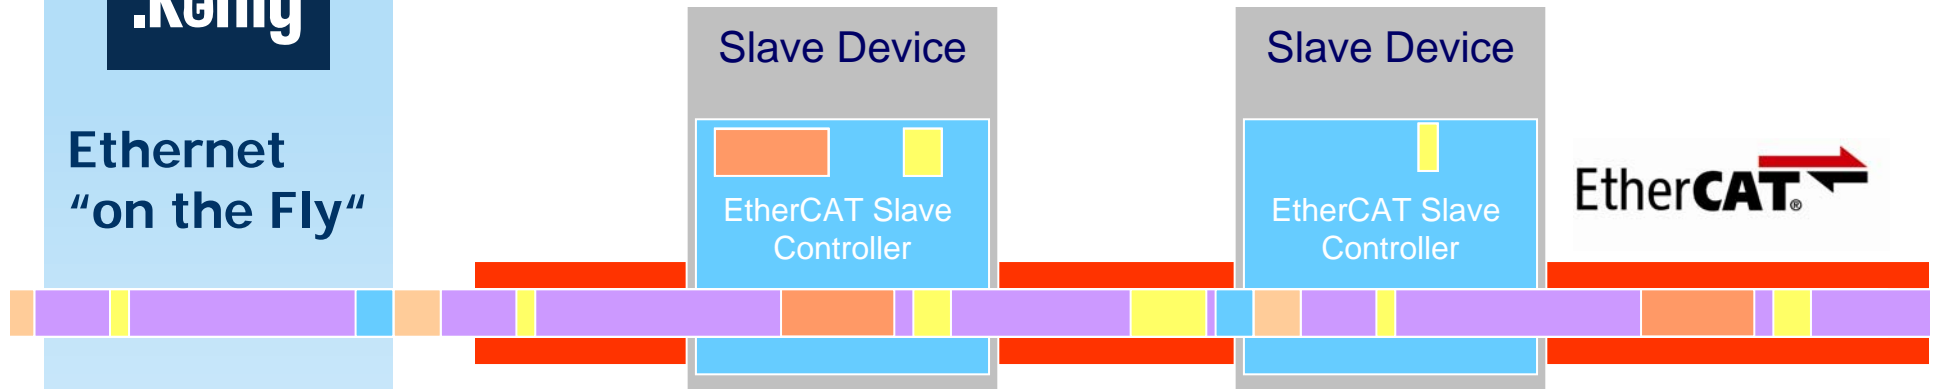 Ethernet
“on the Fly“
Slave Device
EtherCAT Slave
Controller
Slave Device
EtherCAT Slave
Controller
EtherCAT®